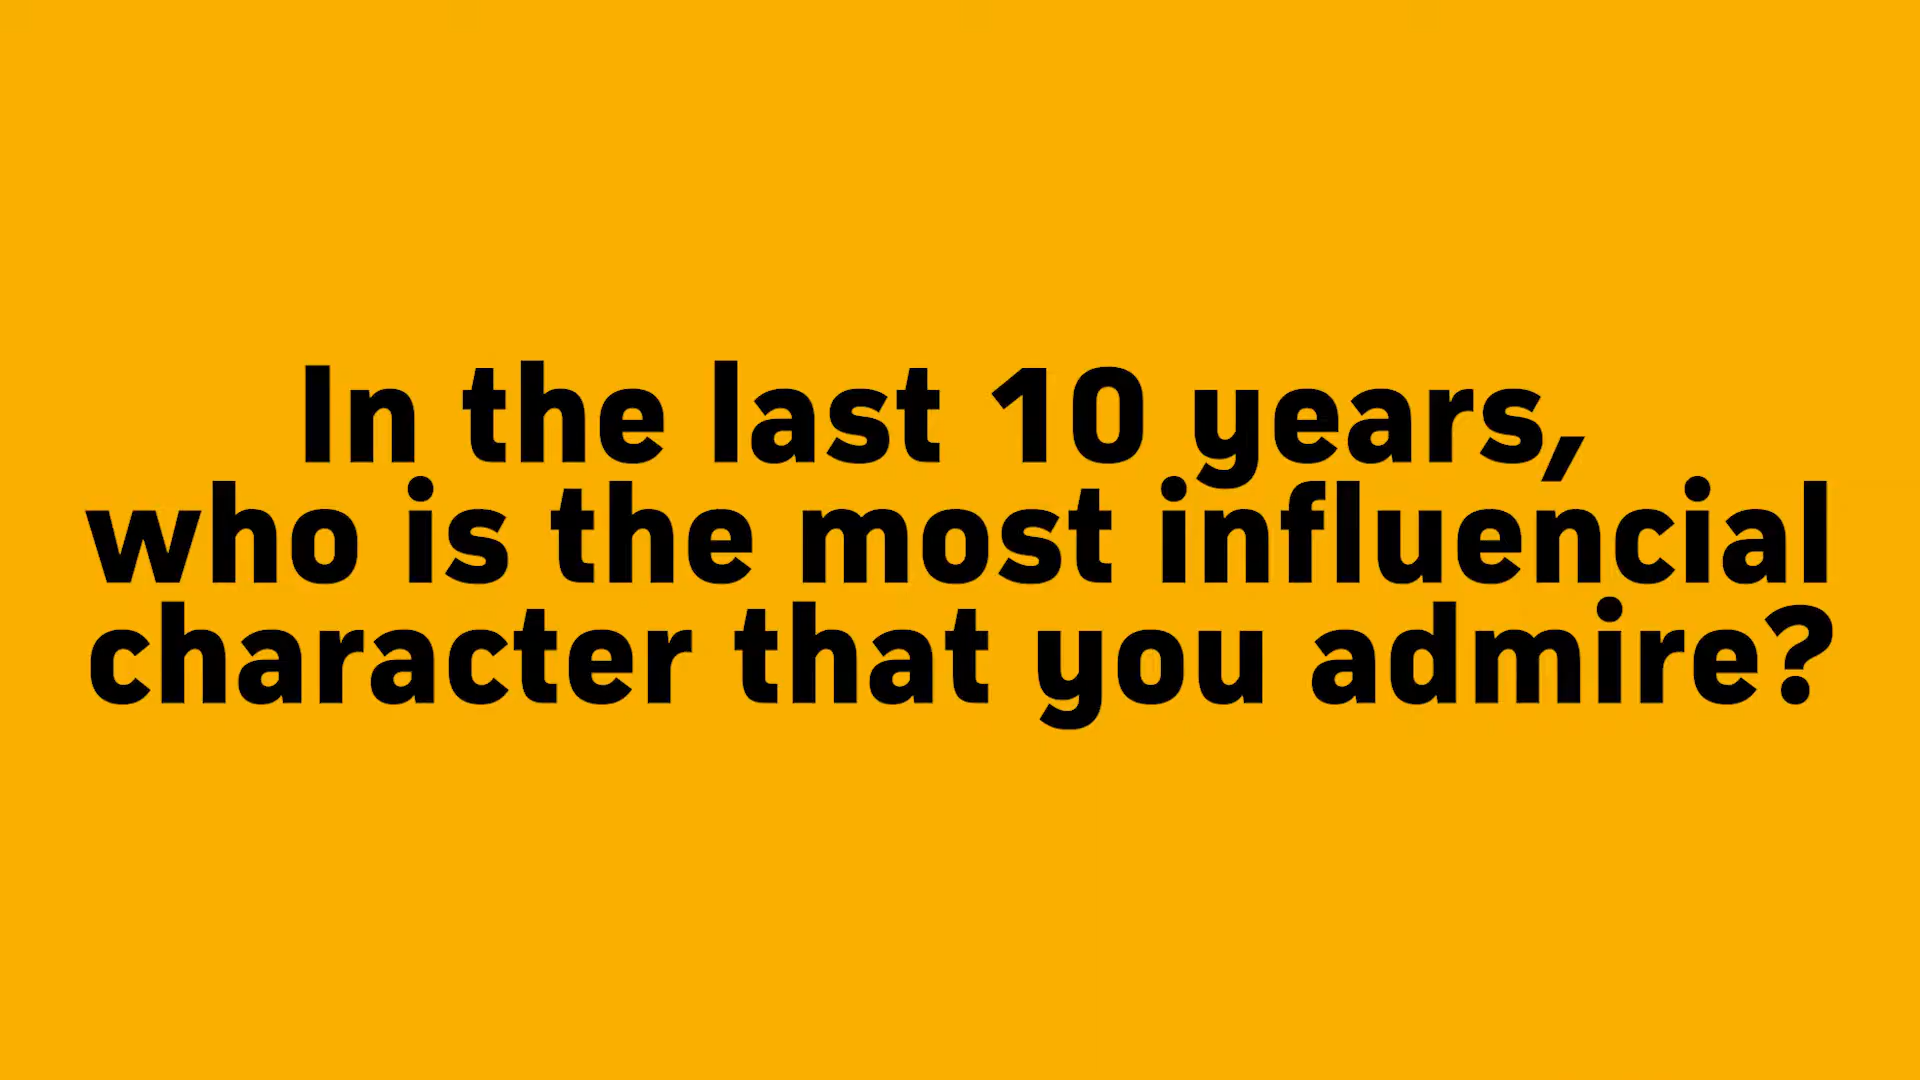 In the last 10 years,
who is the most influencial
character that you admire?